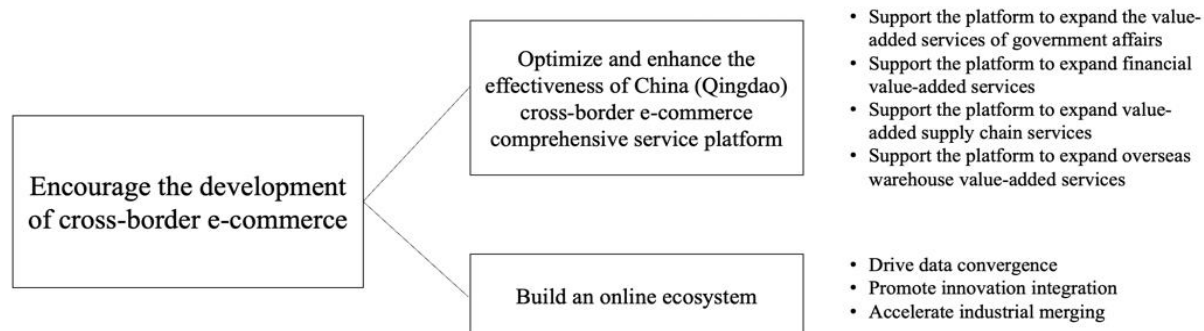 Encourage the development
of cross-border e-commerce
Optimize and enhance the
effectiveness of China (Qingdao)
cross-border e-commerce
comprehensive service platform
• Support the platform to expand the value-
added services of government affairs
• Support the platform to expand financial
value-added services
• Support the platform to expand value-
added supply chain services
• Support the platform to expand overseas
warehouse value-added services
Build an online ecosystem
• Drive data convergence
• Promote innovation integration
• Accelerate industrial merging